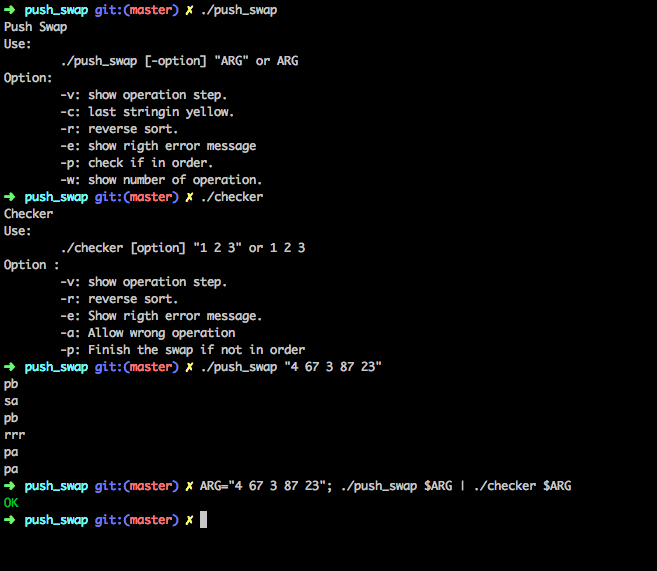 ➜ push_swap git:(master) ✗ ./push_swap
Push Swap
Use:
./push_swap [-option] "ARG" or ARG
Option:
-v: show operation step.
-c: last stringin yellow.
-r: reverse sort.
-e: show rigth error message
-p: check if in order.
-w: show number of operation.
➜ push_swap git:(master) ✗ ./checker
Checker
Use:
./checker [option] "1 2 3" or 1 2 3
Option :
-v: show operation step.
-r: reverse sort.
-e: Show rigth error message.
-a: Allow wrong operation
-p: Finish the swap if not in order
➜ push_swap git:(master) ✗ ./push_swap "4 67 3 87 23"
pb
sa
pb
rrr
pa
pa
➜ push_swap git:(master) ✗ ARG="4 67 3 87 23"; ./push_swap $ARG | ./checker $ARG
OK
➜ push_swap git:(master) ✗